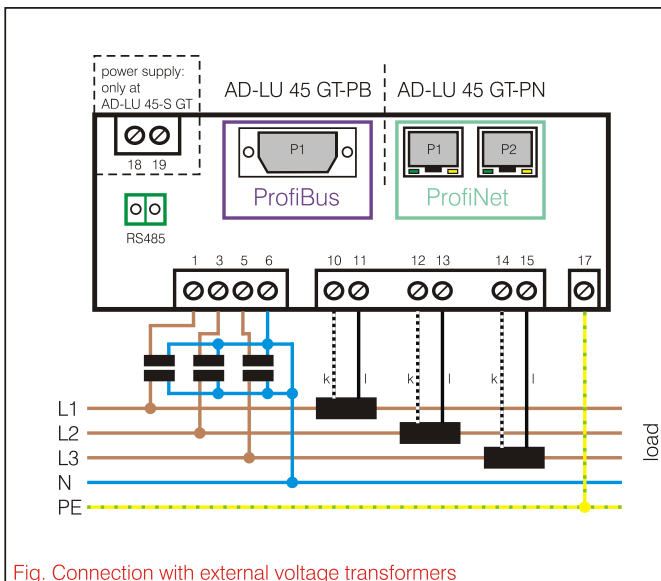 power supply:
only at
AD-LU 45-S GT
AD-LU 45 GT-PB
AD-LU 45 GT-PN
18 19
P1
P1
P2
ProfiBus
ProfiNet
RS485
1 3 5 6 10 11 12 13 14 15 17
k l k l k l
L1
L2
L3
N
PE
load
Fig. Connection with external voltage transformers